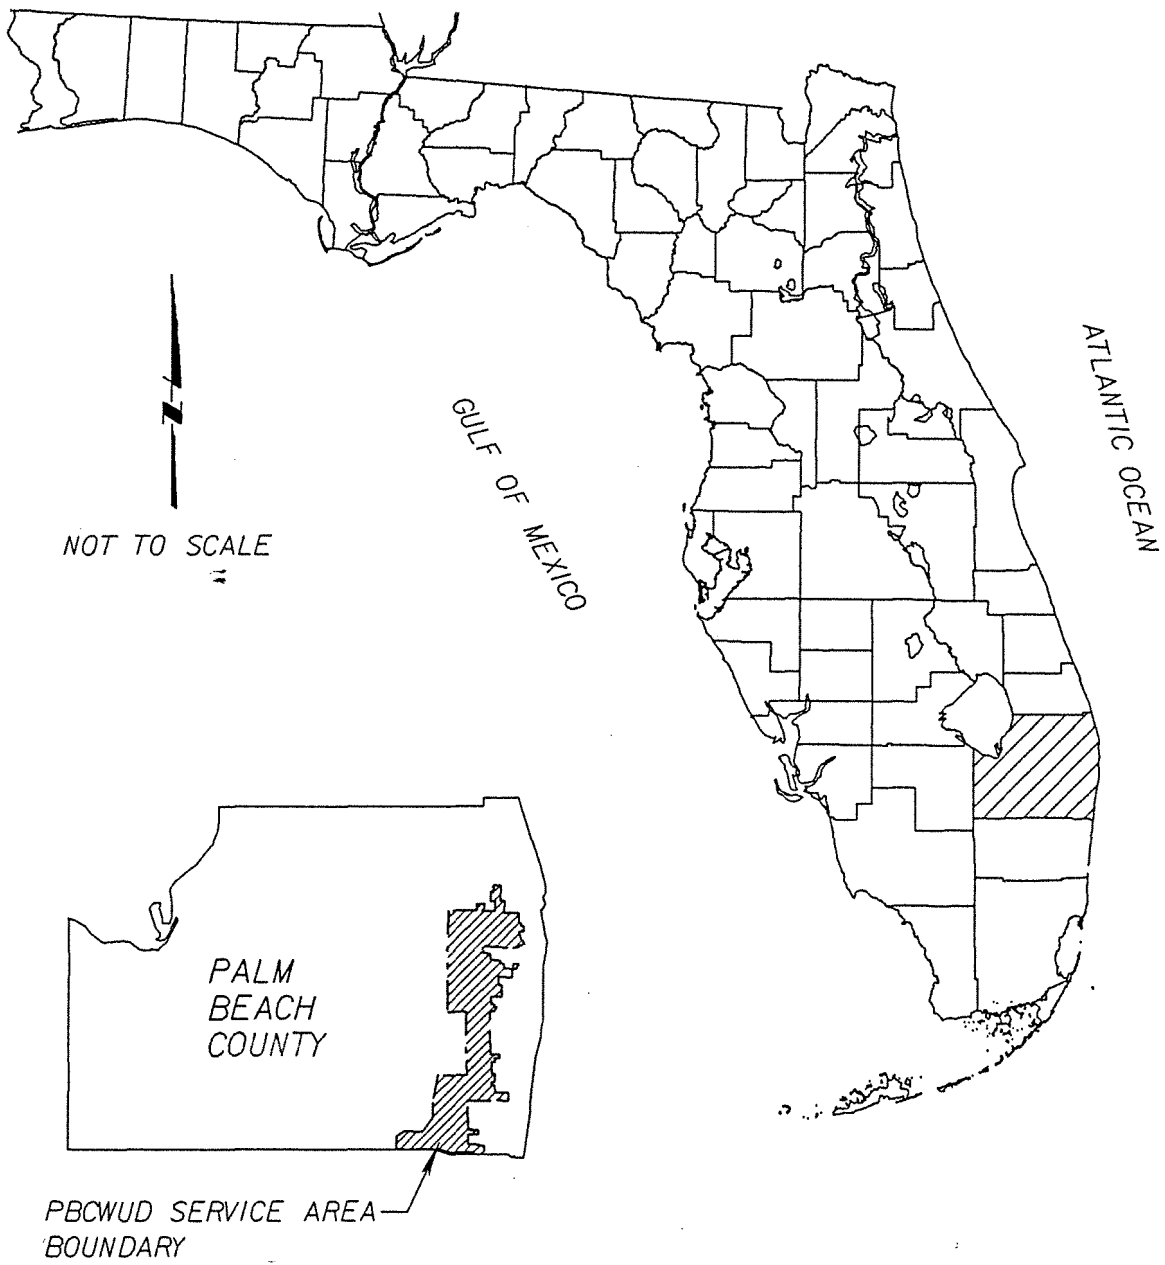 ATLANTIC OCEAN
GULF OF MEXICO
N
NOT TO SCALE
PALM
BEACH
COUNTY
PBCWUD SERVICE AREA
BOUNDARY